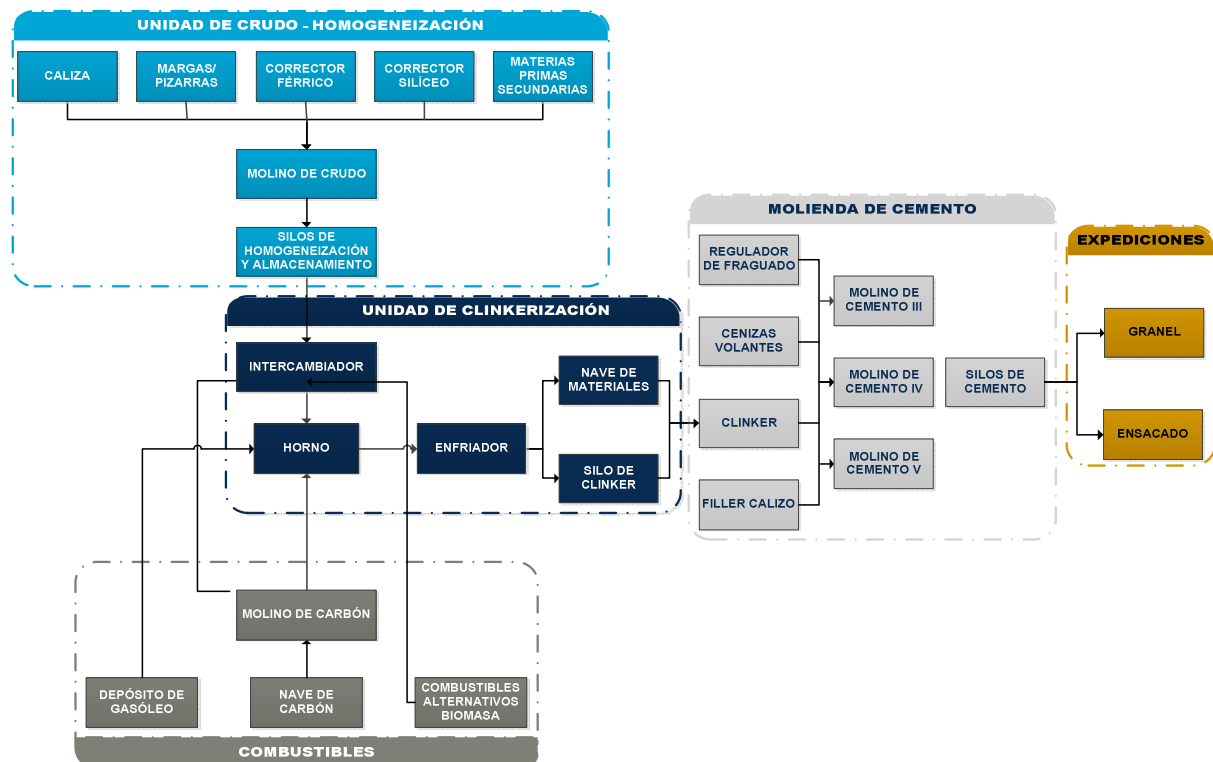 UNIDAD DE CRUDO - HOMOGENEIZACIÓN
CALIZA
MARGAS/
PIZARRAS
CORRECTOR
FÉRRICO
CORRECTOR
SILÍCEO
MATERIAS
PRIMAS
SECUNDARIAS
MOLINO DE CRUDO
SILOS DE
HOMOGENEIZACIÓN
Y ALMACENAMIENTO
UNIDAD DE CLINKERIZACIÓN
INTERCAMBIADOR
HORNO
ENFRIADOR
NAVE DE
MATERIALES
SILO DE
CLINKER
MOLIENDA DE CEMENTO
REGULADOR
DE FRAGUADO
CENIZAS
VOLANTES
CLINKER
FILLER CALIZO
MOLINO DE
CEMENTO III
MOLINO DE
CEMENTO IV
MOLINO DE
CEMENTO V
SILOS DE
CEMENTO
EXPEDICIONES
GRANEL
ENSACADO
MOLINO DE CARBÓN
DEPÓSITO DE
GASÓLEO
NAVE DE
CARBÓN
COMBUSTIBLES
ALTERNATIVOS
BIOMASA
COMBUSTIBLES